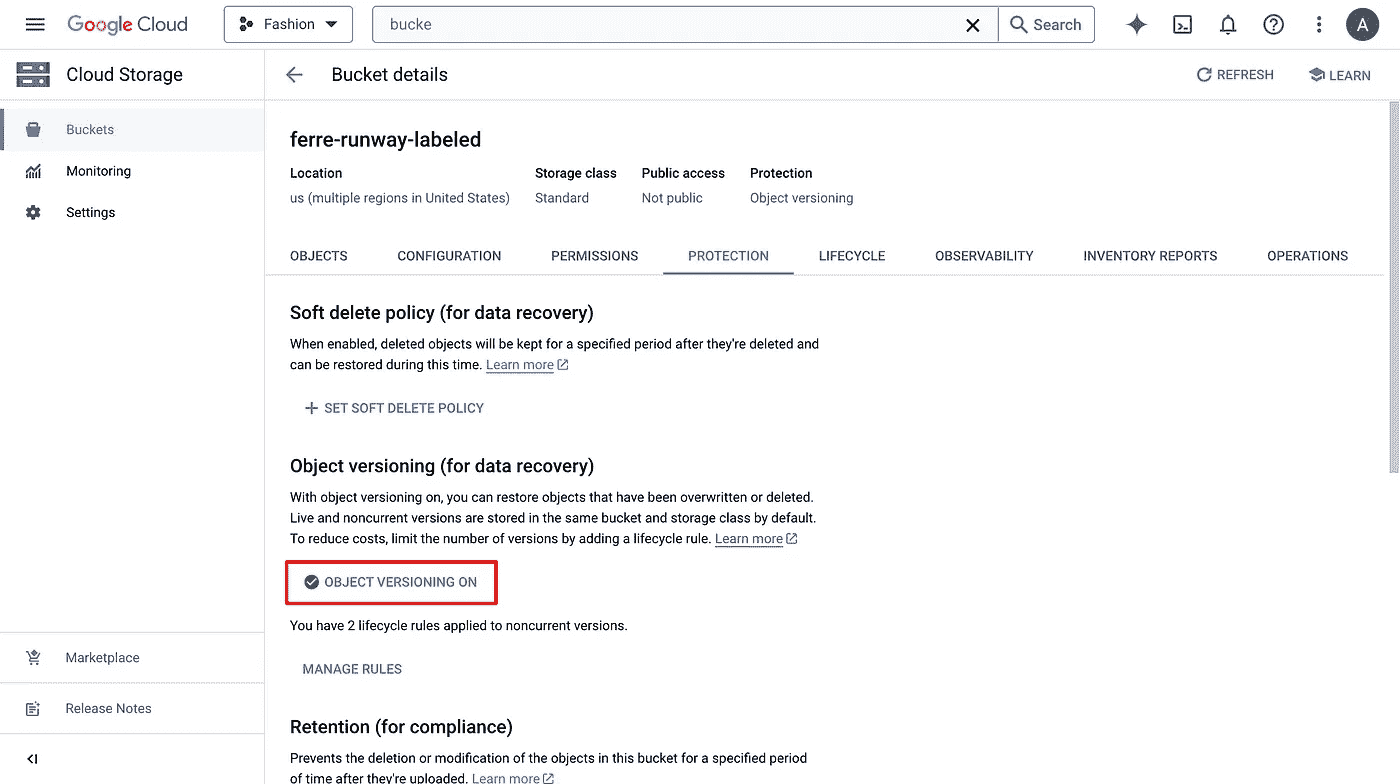 Google Cloud
Fashion
bucke
Search
A
Cloud Storage
Bucket details
REFRESH
LEARN
Buckets
Monitoring
Settings
Marketplace
Release Notes
ferre-runway-labeled
Location Storage class Public access Protection
us (multiple regions in United States) Standard Not public Object versioning
OBJECTS CONFIGURATION PERMISSIONS PROTECTION LIFECYCLE OBSERVABILITY INVENTORY REPORTS OPERATIONS
Soft delete policy (for data recovery)
When enabled, deleted objects will be kept for a specified period after they're deleted and
can be restored during this time. Learn more
SET SOFT DELETE POLICY
Object versioning (for data recovery)
With object versioning on, you can restore objects that have been overwritten or deleted.
Live and noncurrent versions are stored in the same bucket and storage class by default.
To reduce costs, limit the number of versions by adding a lifecycle rule. Learn more
OBJECT VERSIONING ON
You have 2 lifecycle rules applied to noncurrent versions.
MANAGE RULES
Retention (for compliance)
Prevents the deletion or modification of the objects in this bucket for a specified period
of time after they're uploaded. Learn more